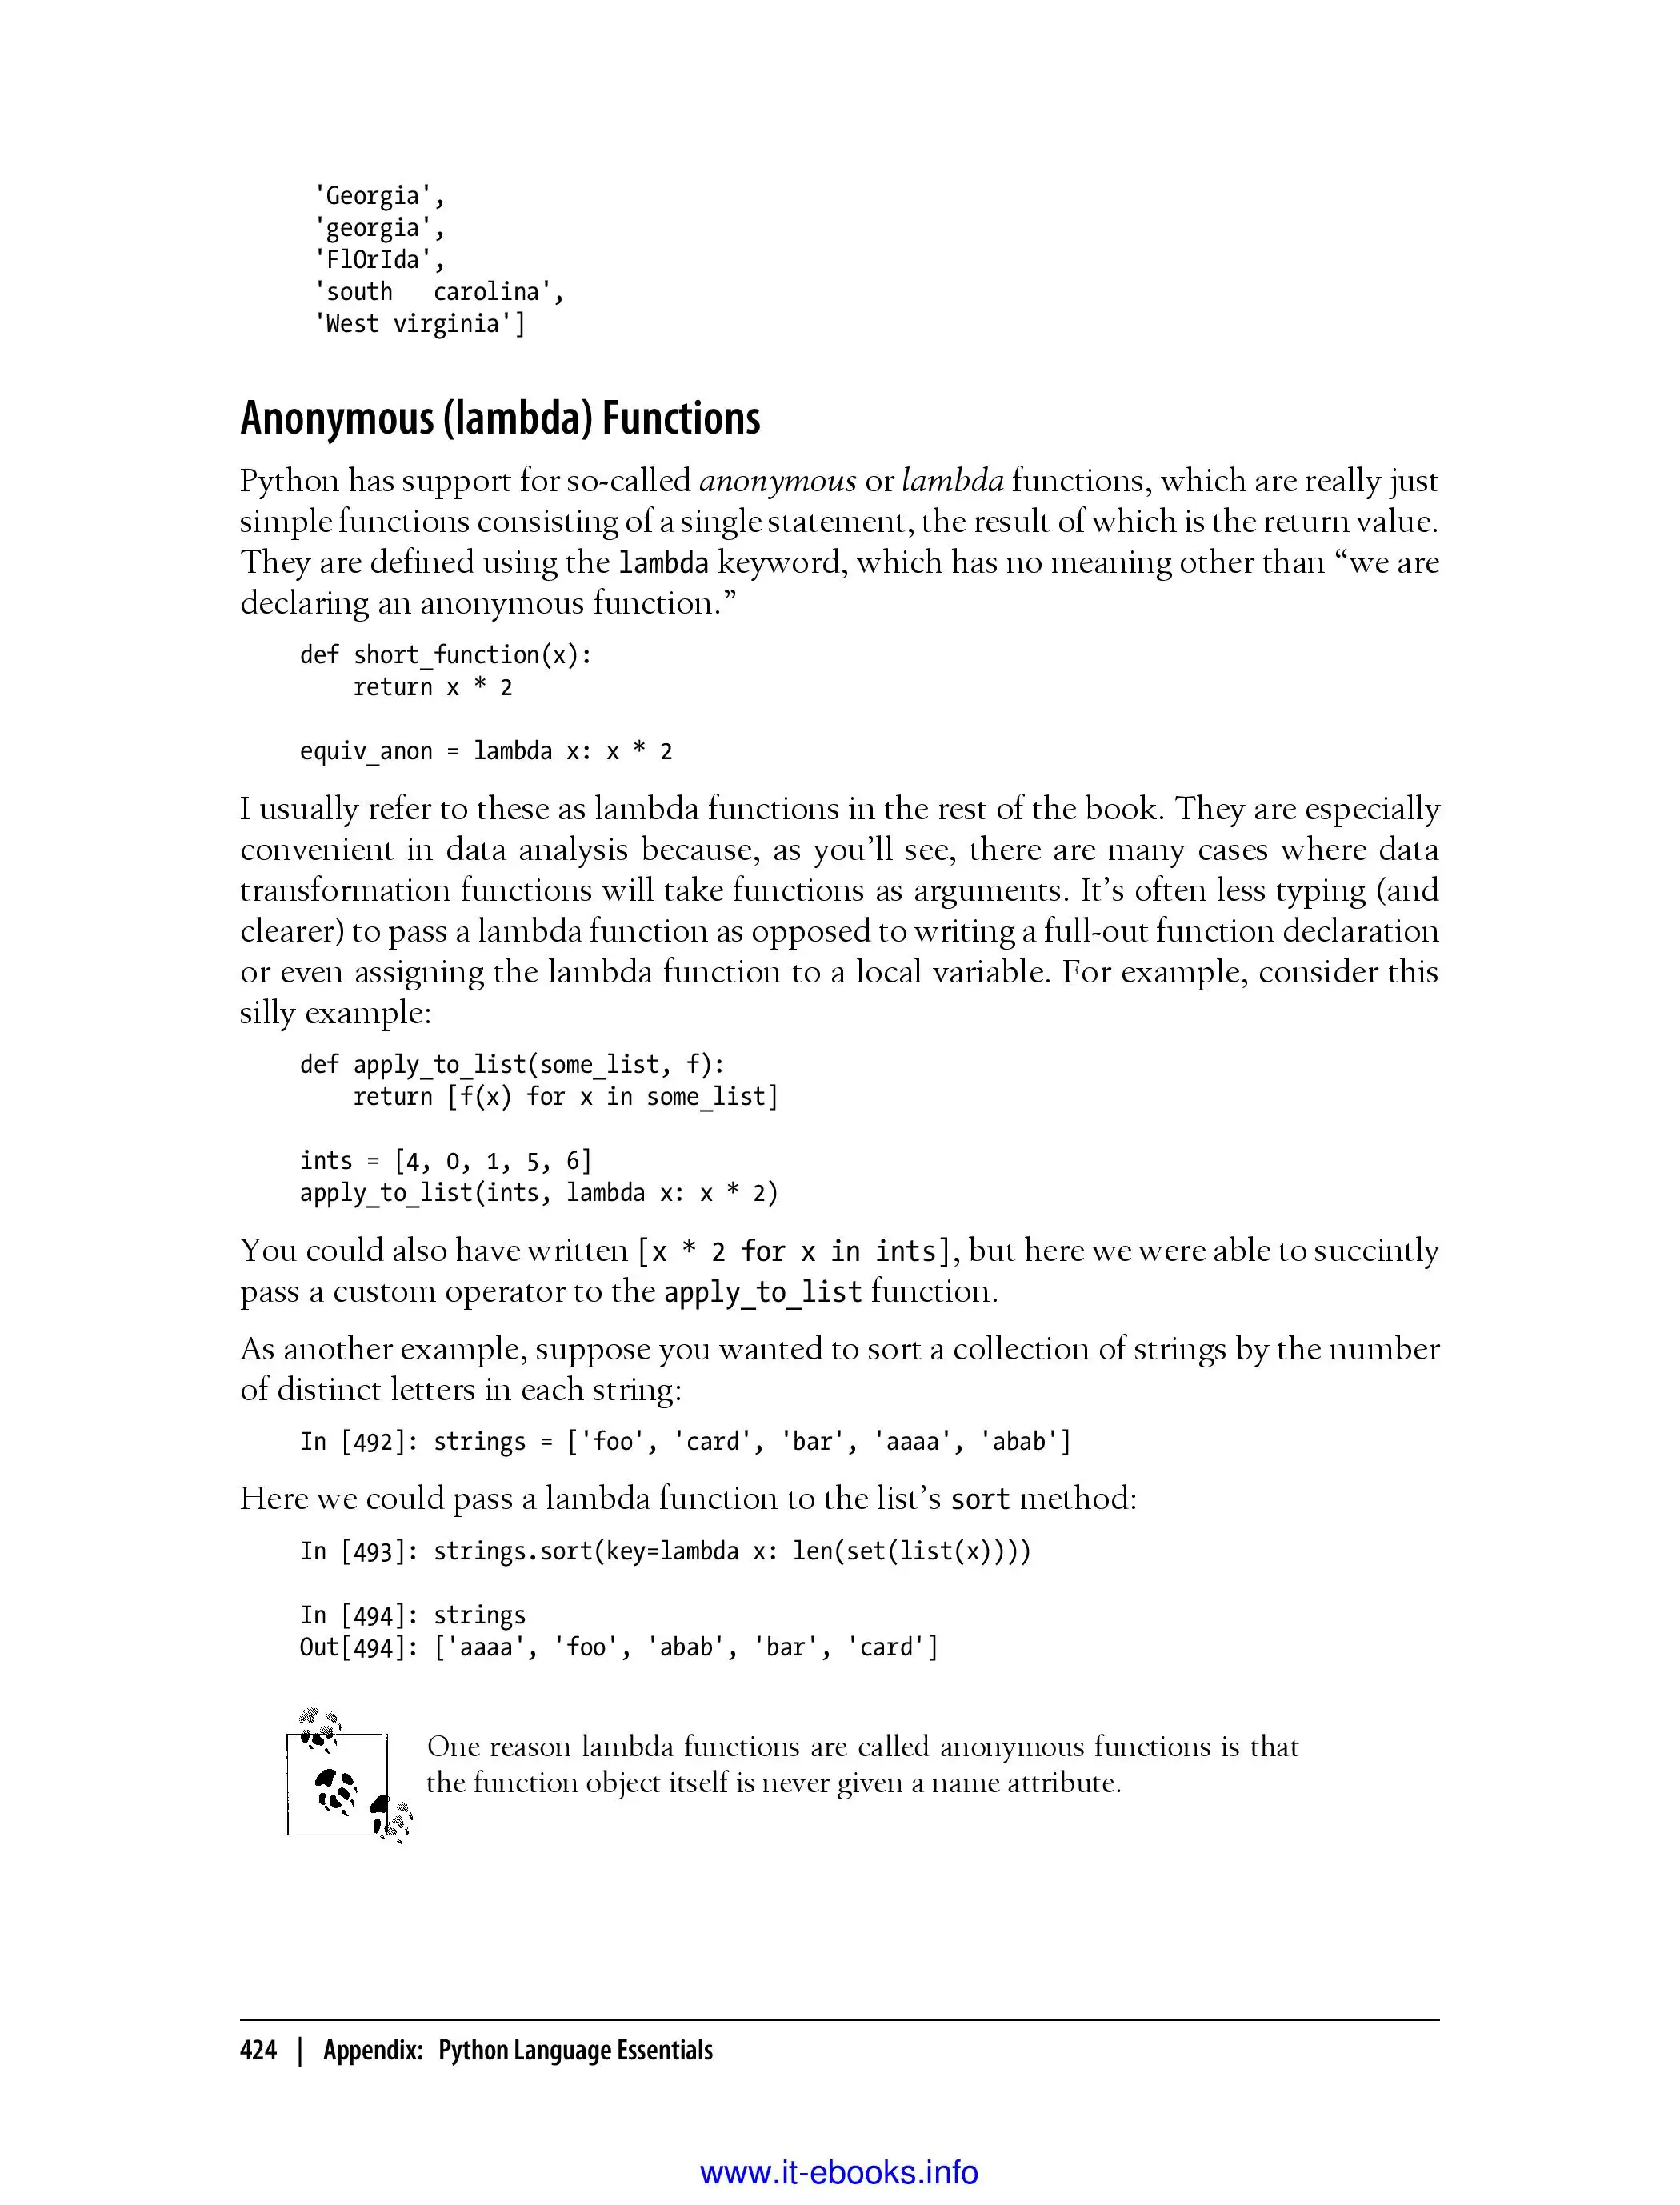 'Georgia',
'georgia',
'FlOrIda',
'south   carolina',
'West virginia']
Anonymous (lambda) Functions
Python has support for so-called anonymous or lambda functions, which are really just
simple functions consisting of a single statement, the result of which is the return value.
They are defined using the lambda keyword, which has no meaning other than “we are
declaring an anonymous function.”
def short_function(x):
    return x * 2
equiv_anon = lambda x: x * 2
I usually refer to these as lambda functions in the rest of the book. They are especially
convenient in data analysis because, as you’ll see, there are many cases where data
transformation functions will take functions as arguments. It’s often less typing (and
clearer) to pass a lambda function as opposed to writing a full-out function declaration
or even assigning the lambda function to a local variable. For example, consider this
silly example:
def apply_to_list(some_list, f):
    return [f(x) for x in some_list]
ints = [4, 0, 1, 5, 6]
apply_to_list(ints, lambda x: x * 2)
You could also have written [x * 2 for x in ints], but here we were able to succintly
pass a custom operator to the apply_to_list function.
As another example, suppose you wanted to sort a collection of strings by the number
of distinct letters in each string:
In [492]: strings = ['foo', 'card', 'bar', 'aaaa', 'abab']
Here we could pass a lambda function to the list’s sort method:
In [493]: strings.sort(key=lambda x: len(set(list(x))))
In [494]: strings
Out[494]: ['aaaa', 'foo', 'abab', 'bar', 'card']
One reason lambda functions are called anonymous functions is that
the function object itself is never given a name attribute.
424 | Appendix: Python Language Essentials
www.it-ebooks.info